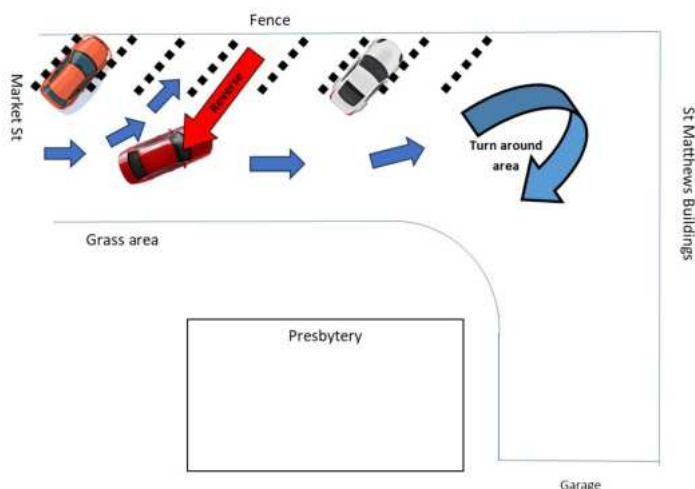 Fence
Market St
Reverse
Turn around
area
St Matthews Buildings
Grass area
Presbytery
Garage